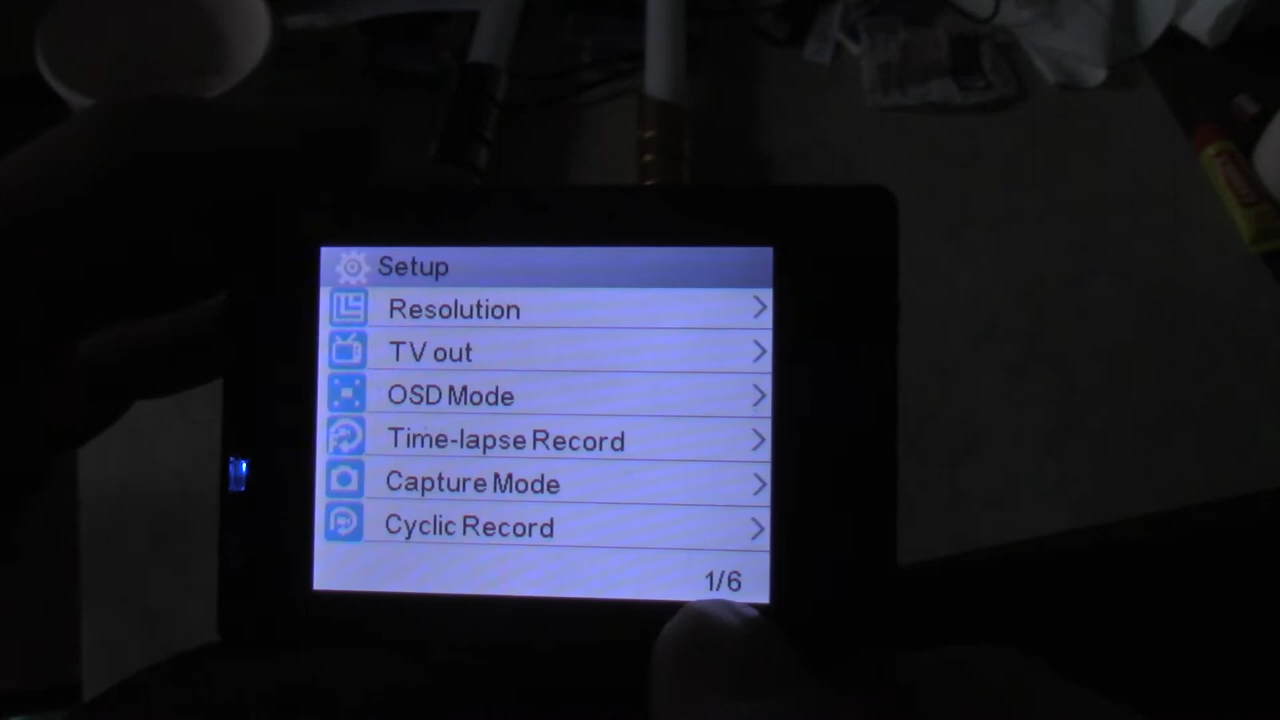 Setup
Resolution
TV out
OSD Mode
Time-lapse Record
Capture Mode
Cyclic Record
1/6